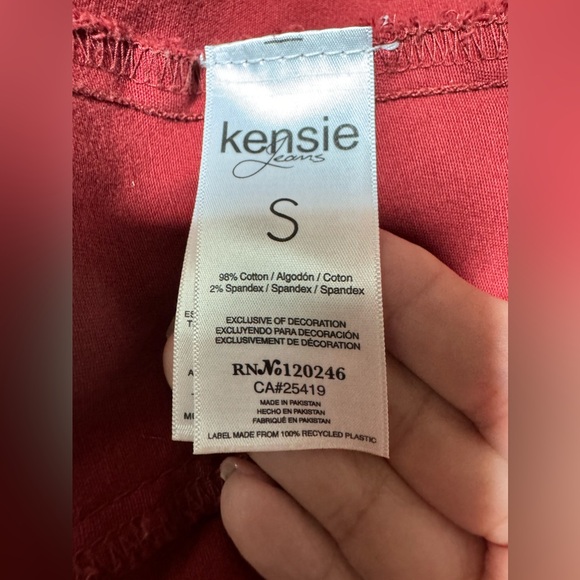 kensie
Jeans
S
98% Cotton / Algodón / Coton
2% Spandex / Spandex / Spandex
EXCLUSIVE OF DECORATION
EXCLUYENDO PARA DECORACIÓN
EXCLUSIVEMENT DE DÉCORATION
RN№120246
CA#25419
MADE IN PAKISTAN
HECHO EN PAKISTAN
FABRIQUÉ EN PAKISTAN
LABEL MADE FROM 100% RECYCLED PLASTIC